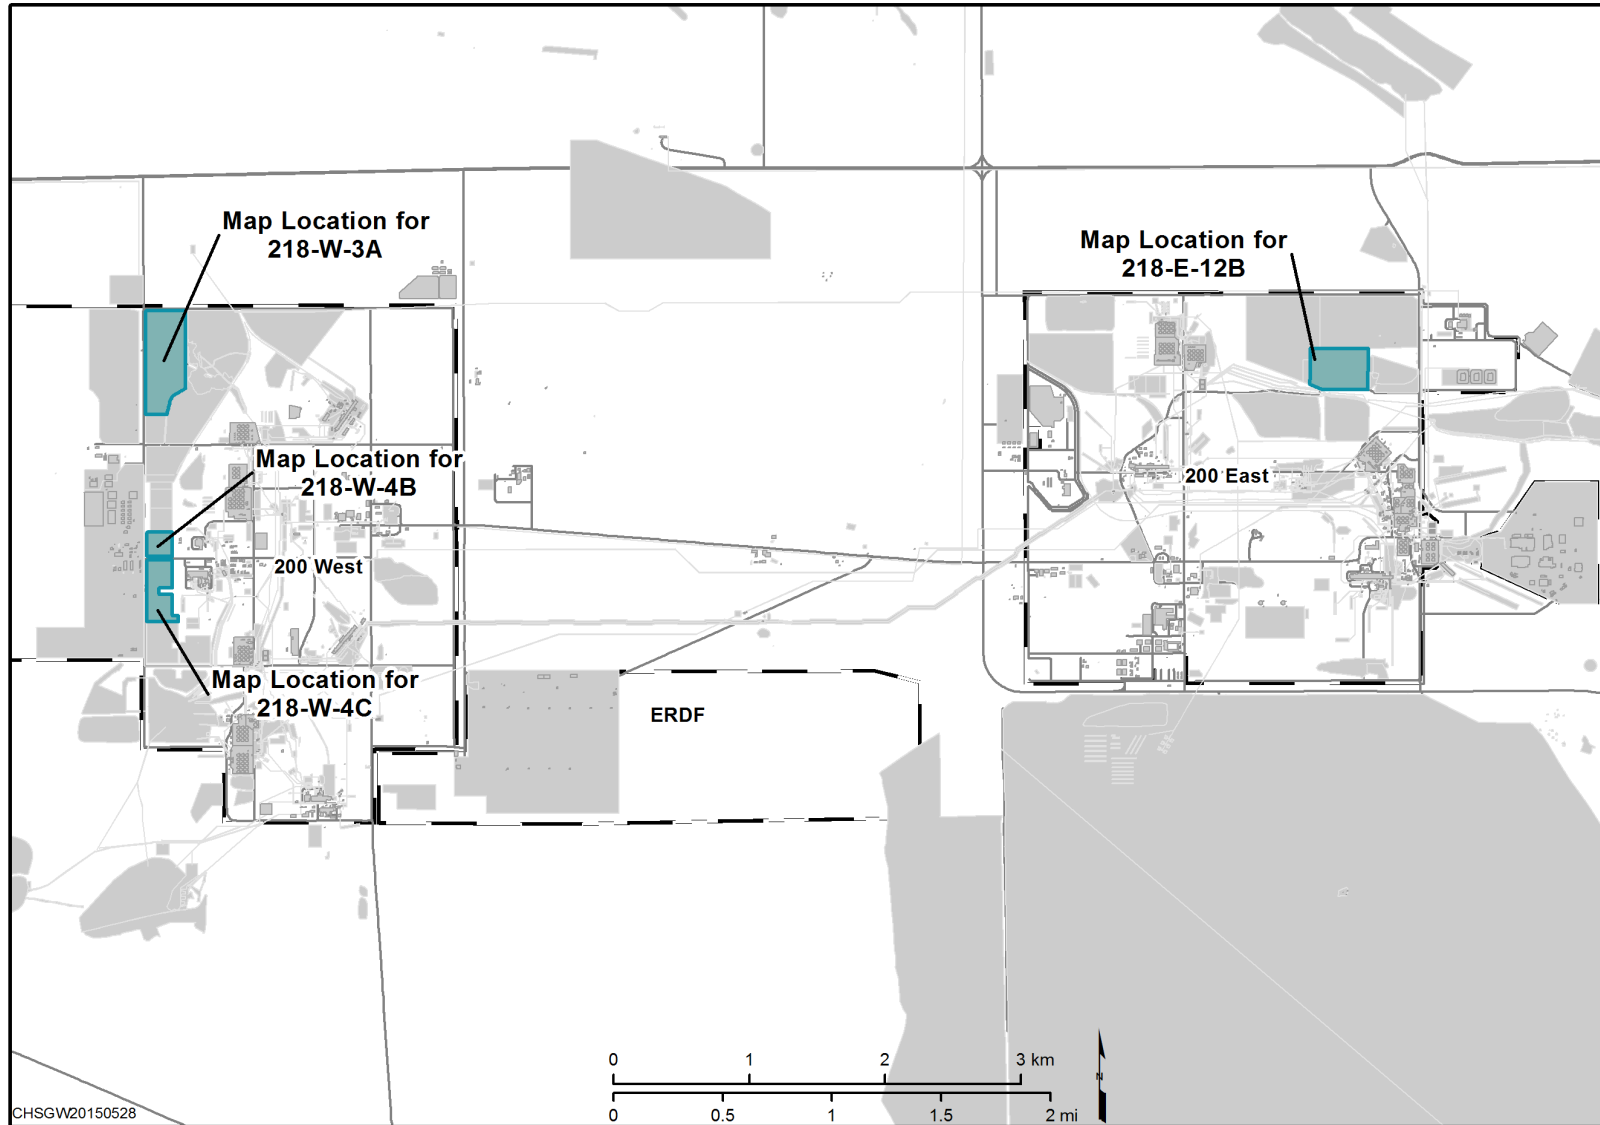 Map Location for
218-W-3A
Map Location for
218-E-12B
Map Location for
218-W-4B
200 East
200 West
Map Location for
218-W-4C
ERDF
0 1 2 3 km
N
0 0.5 1 1.5 2 mi
CHSGW20150528